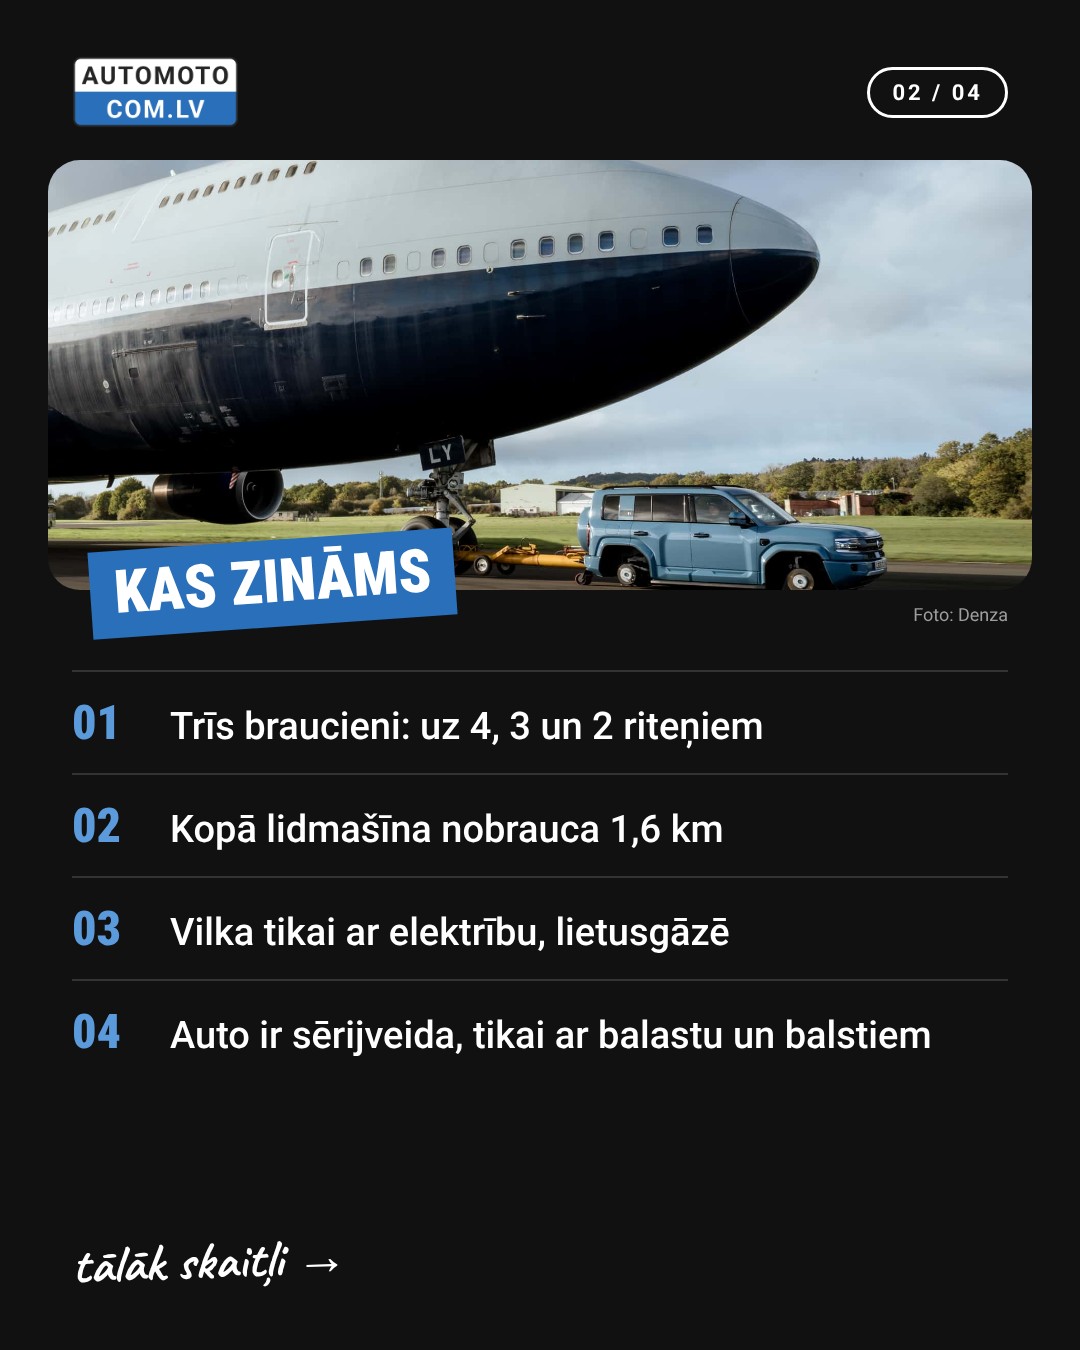 AUTOMOTO
COM.LV
02 / 04
LY
KAS ZINĀMS
Foto: Denza
01 Trīs braucieni: uz 4, 3 un 2 riteņiem
02 Kopā lidmašīna nobrauca 1,6 km
03 Vilka tikai ar elektrību, lietusgāzē
04 Auto ir sērijveida, tikai ar balastu un balstiem
tālāk skaitļi →